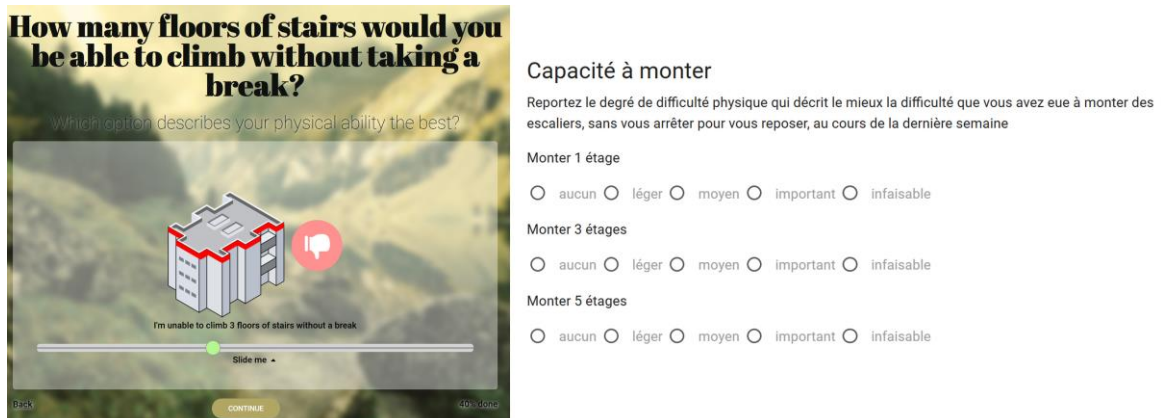 How many floors of stairs would you
be able to climb without taking a
break?
Which option describes your physical ability the best?
I'm unable to climb 3 floors of stairs without a break
Slide me
Back
CONTINUE
40% done
Capacité à monter
Reportez le degré de difficulté physique qui décrit le mieux la difficulté que vous avez eue à monter des
escaliers, sans vous arrêter pour vous reposer, au cours de la dernière semaine
Monter 1 étage
aucun léger moyen important infaisable
Monter 3 étages
aucun léger moyen important infaisable
Monter 5 étages
aucun léger moyen important infaisable